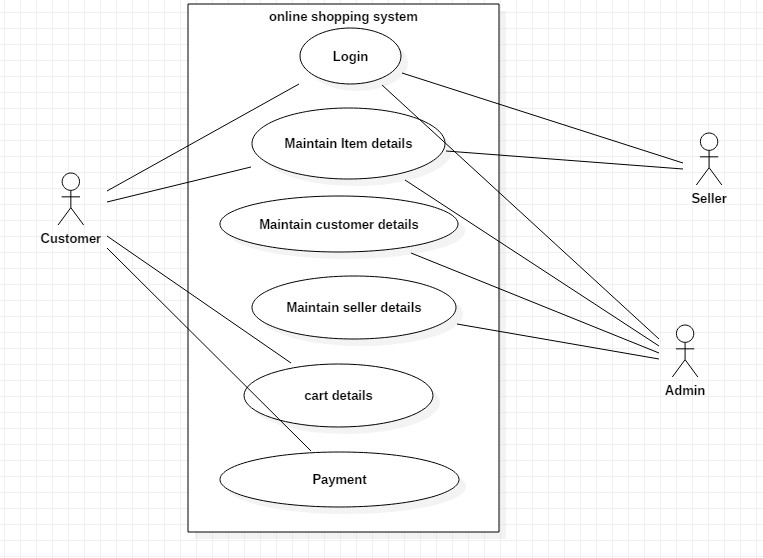 online shopping system
Login
Maintain Item details
Maintain customer details
Maintain seller details
cart details
Payment
Customer
Seller
Admin